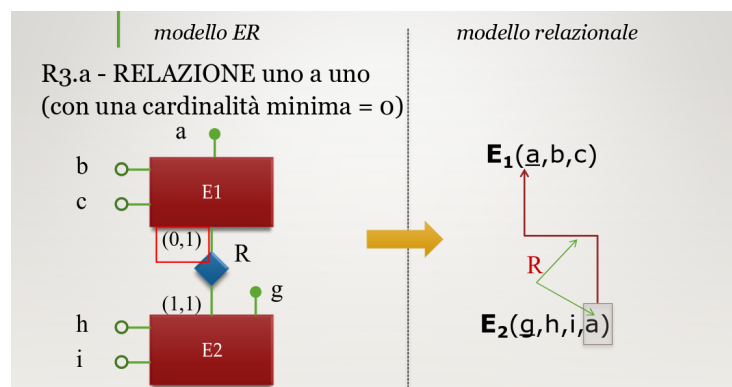 modello ER
modello relazionale
R3.a - RELAZIONE uno a uno
(con una cardinalità minima = 0)
a
b
E1
c
E₁(a,b,c)
(0,1)
R
R
(1,1)
g
h
E2
i
E₂(g,h,i,a)